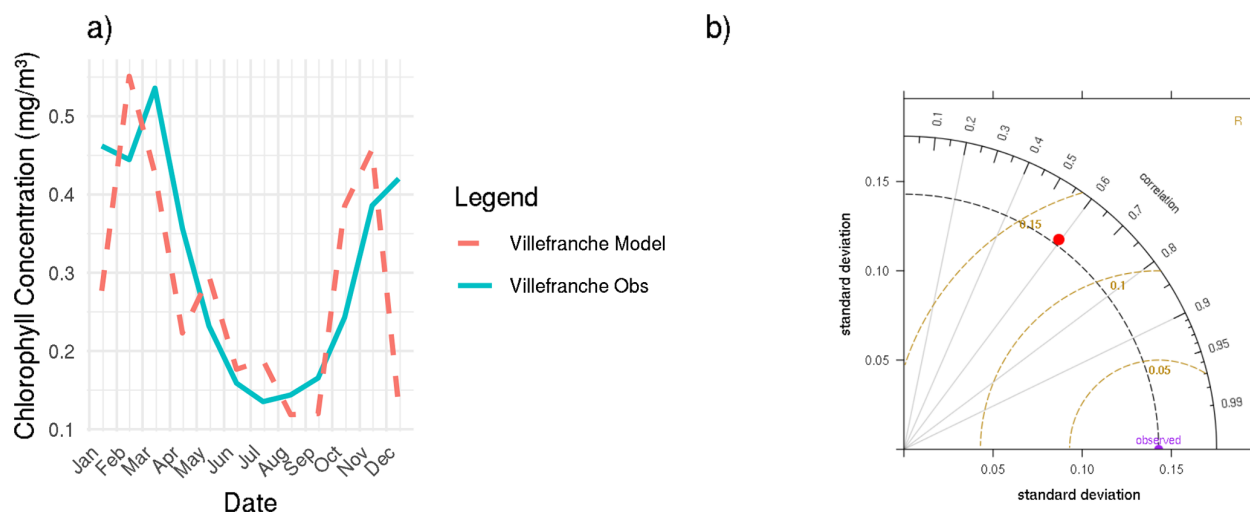 a)
Chlorophyll Concentration (mg/m³)
0.5
0.4
0.3
0.2
0.1
Jan
Feb
Mar
Apr
May
Jun
Jul
Aug
Sep
Oct
Nov
Dec
Date
Legend
Villefranche Model
Villefranche Obs
b)
R
standard deviation
0.15
0.10
0.05
0.1
0.2
0.3
0.4
0.5
0.6
0.7
0.8
0.9
0.95
0.99
correlation
0.15
0.1
0.05
observed
0.05
0.10
0.15
standard deviation